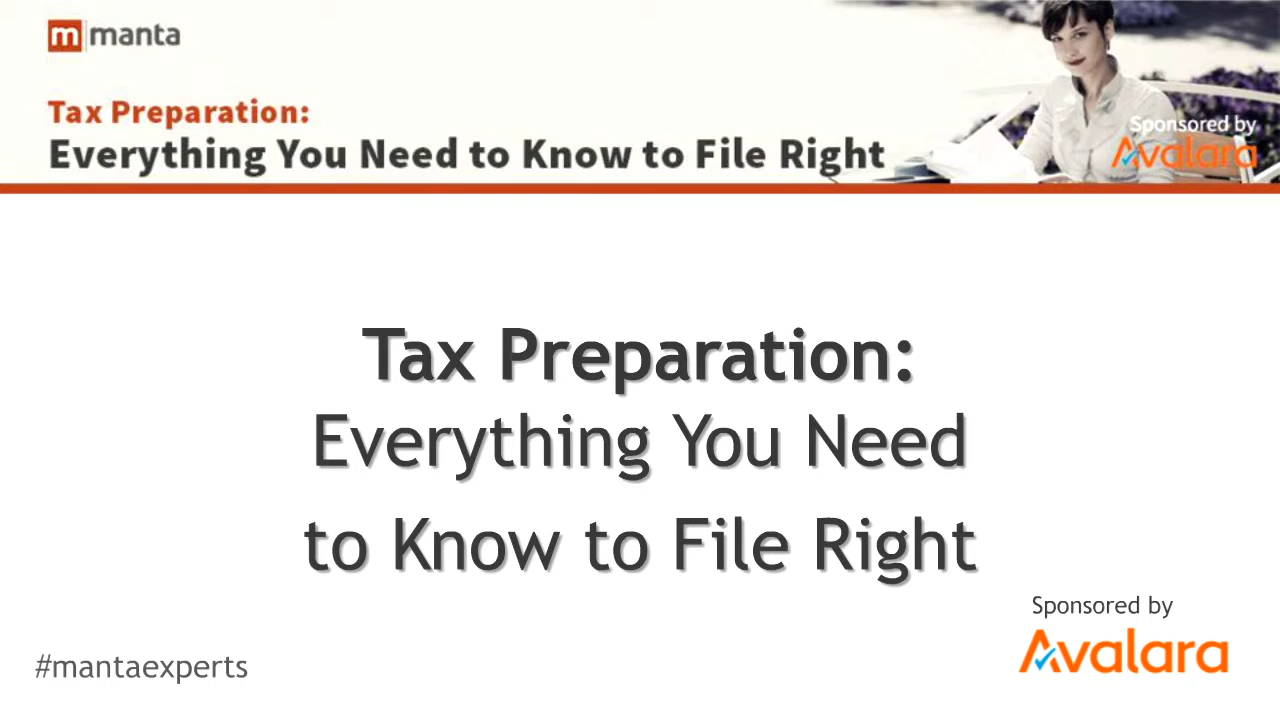 manta
Tax Preparation:
Everything You Need to Know to File Right
Sponsored by
Avalara
Tax Preparation:
Everything You Need
to Know to File Right
Sponsored by
Avalara
#mantaexperts